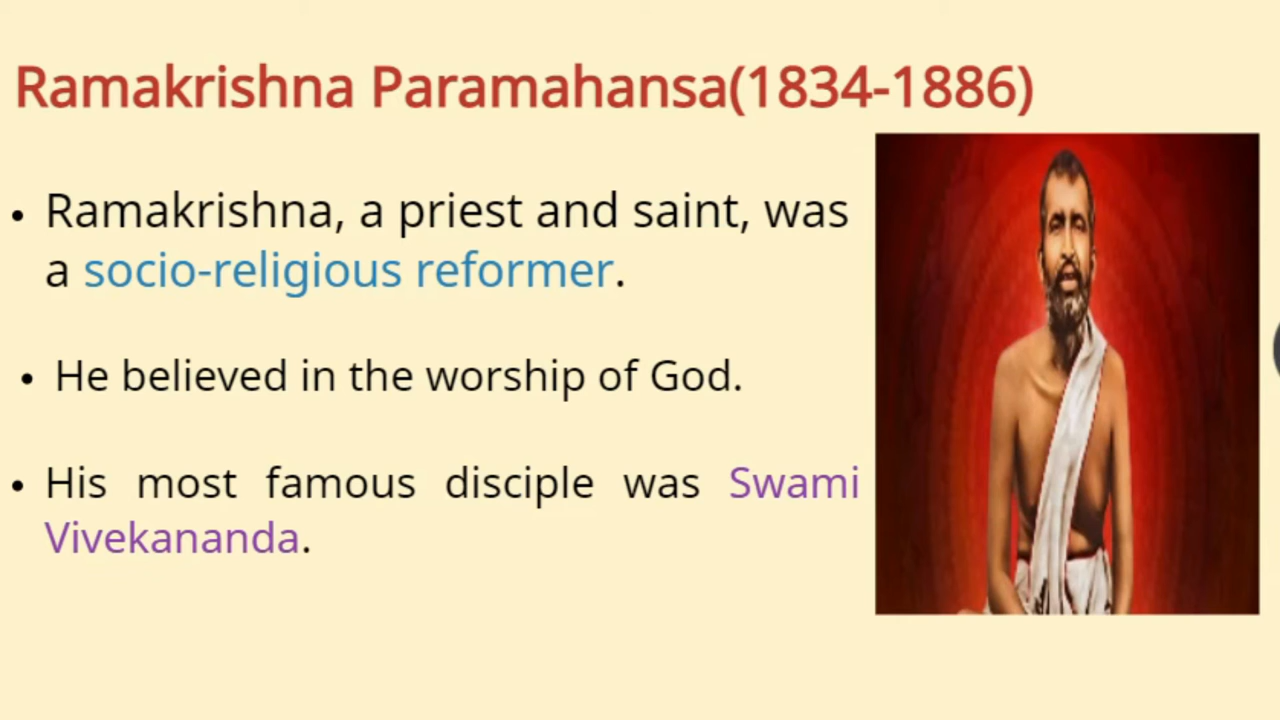 Ramakrishna Paramahansa(1834-1886)
• Ramakrishna, a priest and saint, was
a socio-religious reformer.
• He believed in the worship of God.
• His most famous disciple was Swami
Vivekananda.